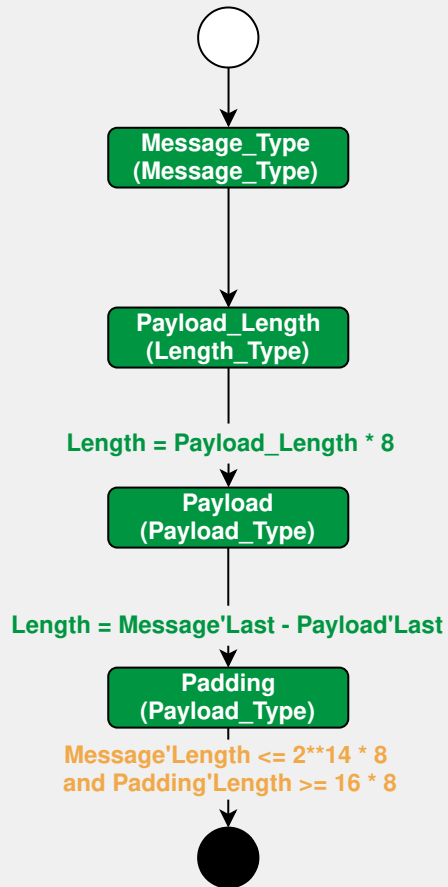 Message_Type
(Message_Type)
Payload_Length
(Length_Type)
Length = Payload_Length * 8
Payload
(Payload_Type)
Length = Message'Last - Payload'Last
Padding
(Payload_Type)
Message'Length <= 2**14 * 8
and Padding'Length >= 16 * 8